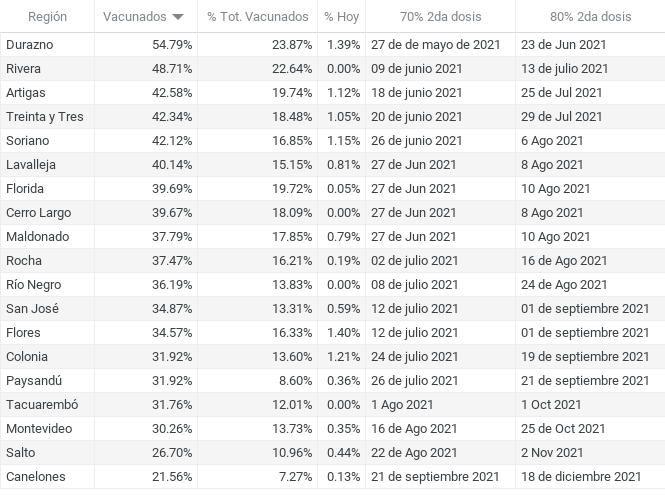 Región Vacunados % Tot. Vacunados % Hoy 70% 2da dosis 80% 2da dosis
Durazno 54.79% 23.87% 1.39% 27 de de mayo de 2021 23 de Jun 2021
Rivera 48.71% 22.64% 0.00% 09 de junio 2021 13 de julio 2021
Artigas 42.58% 19.74% 1.12% 18 de junio 2021 25 de Jul 2021
Treinta y Tres 42.34% 18.48% 1.05% 20 de junio 2021 29 de Jul 2021
Soriano 42.12% 16.85% 1.15% 26 de junio 2021 6 Ago 2021
Lavalleja 40.14% 15.15% 0.81% 27 de Jun 2021 8 Ago 2021
Florida 39.69% 19.72% 0.05% 27 de Jun 2021 10 Ago 2021
Cerro Largo 39.67% 18.09% 0.00% 27 de Jun 2021 8 Ago 2021
Maldonado 37.79% 17.85% 0.79% 27 de Jun 2021 10 Ago 2021
Rocha 37.47% 16.21% 0.19% 02 de julio 2021 16 de Ago 2021
Río Negro 36.19% 13.83% 0.00% 08 de julio 2021 24 de Ago 2021
San José 34.87% 13.31% 0.59% 12 de julio 2021 01 de septiembre 2021
Flores 34.57% 16.33% 1.40% 12 de julio 2021 01 de septiembre 2021
Colonia 31.92% 13.60% 1.21% 24 de julio 2021 19 de septiembre 2021
Paysandú 31.92% 8.60% 0.36% 26 de julio 2021 21 de septiembre 2021
Tacuarembó 31.76% 12.01% 0.00% 1 Ago 2021 1 Oct 2021
Montevideo 30.26% 13.73% 0.35% 16 de Ago 2021 25 de Oct 2021
Salto 26.70% 10.96% 0.44% 22 de Ago 2021 2 Nov 2021
Canelones 21.56% 7.27% 0.13% 21 de septiembre 2021 18 de diciembre 2021